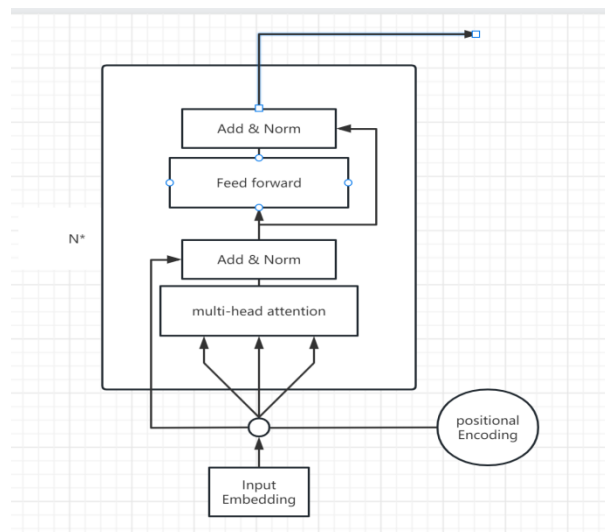 Add & Norm
Feed forward
N*
Add & Norm
multi-head attention
positional
Encoding
Input
Embedding